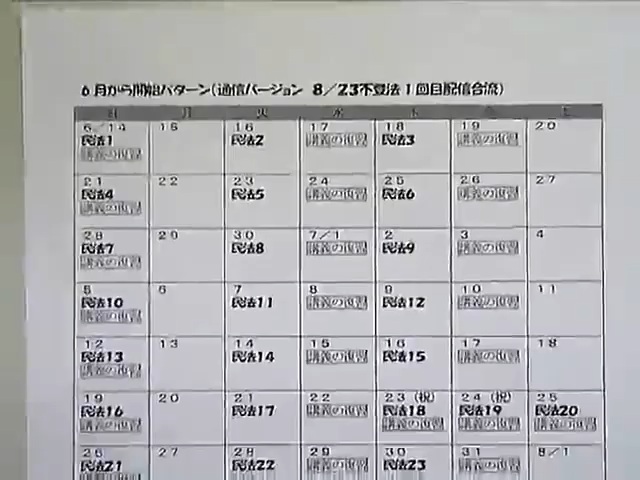 6月から開始パターン(通信バージョン 8/23不登法1回目配信合流)
日 月 火 水 木 金 土
6/14 15 16 17 18 19 20
民法1 民法2 講義の復習 民法3 講義の復習
講義の復習
21 22 23 24 25 26 27
民法4 民法5 講義の復習 民法6 講義の復習
講義の復習
28 29 30 7/1 2 3 4
民法7 民法8 講義の復習 民法9 講義の復習
講義の復習
5 6 7 8 9 10 11
民法10 民法11 講義の復習 民法12 講義の復習
講義の復習
12 13 14 15 16 17 18
民法13 民法14 講義の復習 民法15 講義の復習
講義の復習
19 20 21 22 23(祝) 24(祝) 25
民法16 民法17 講義の復習 民法18 民法19 民法20
講義の復習 講義の復習 講義の復習 講義の復習
26 27 28 29 30 31 8/1
民法21 民法22 講義の復習 民法23 講義の復習